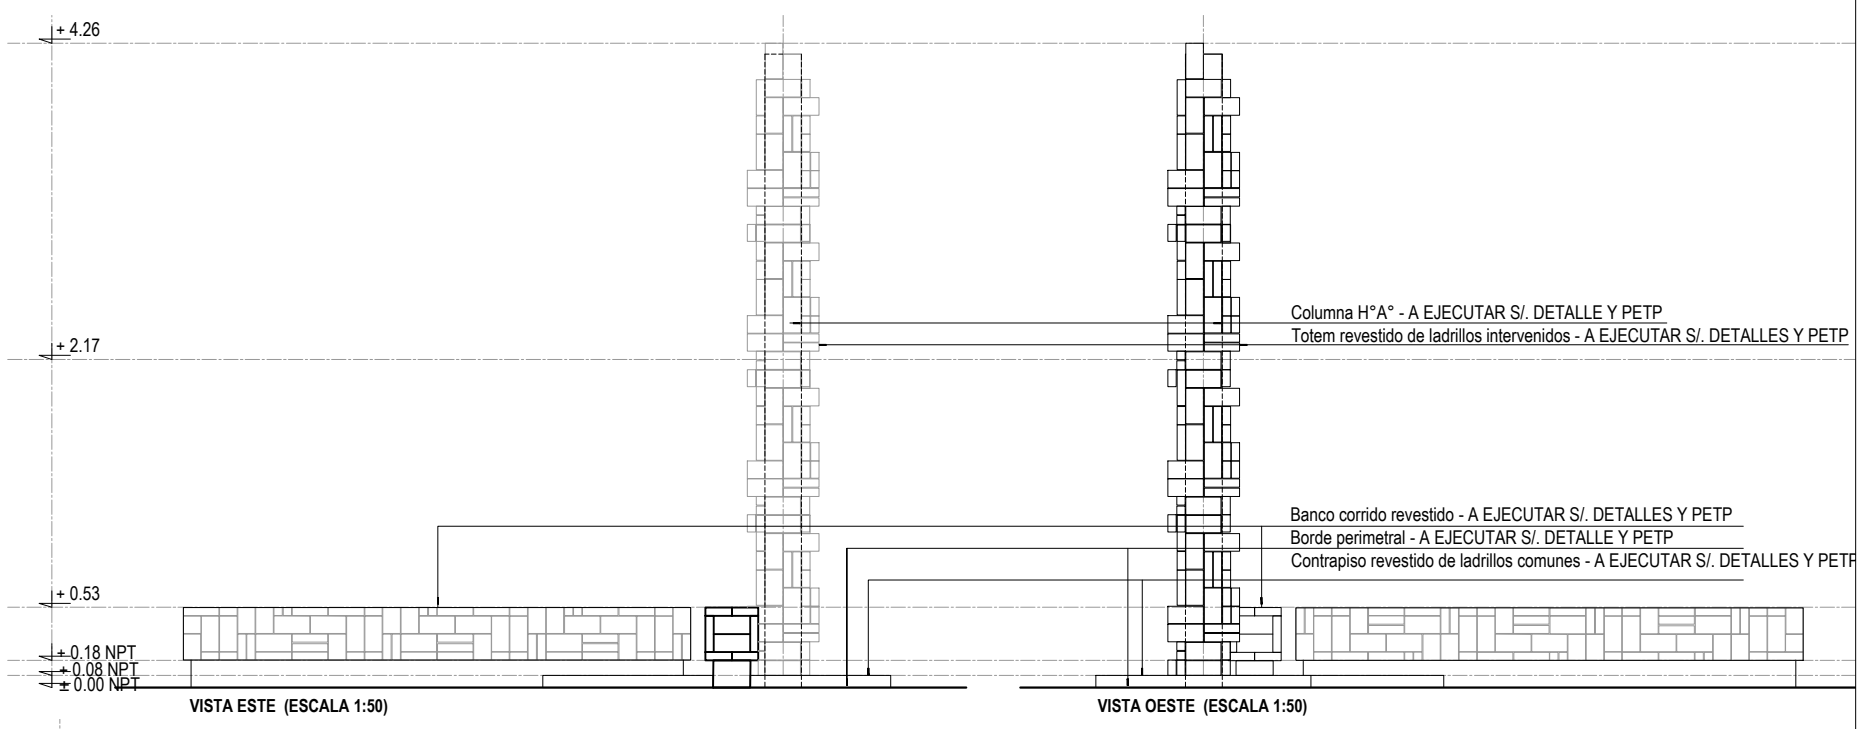 + 4.26
Columna H°A° - A EJECUTAR S/. DETALLE Y PETP
Totem revestido de ladrillos intervenidos - A EJECUTAR S/. DETALLES Y PETP
+ 2.17
Banco corrido revestido - A EJECUTAR S/. DETALLES Y PETP
Borde perimetral - A EJECUTAR S/. DETALLE Y PETP
Contrapiso revestido de ladrillos comunes - A EJECUTAR S/. DETALLES Y PETP
+ 0.53
+ 0.18 NPT
+ 0.08 NPT
± 0.00 NPT
VISTA ESTE (ESCALA 1:50)
VISTA OESTE (ESCALA 1:50)